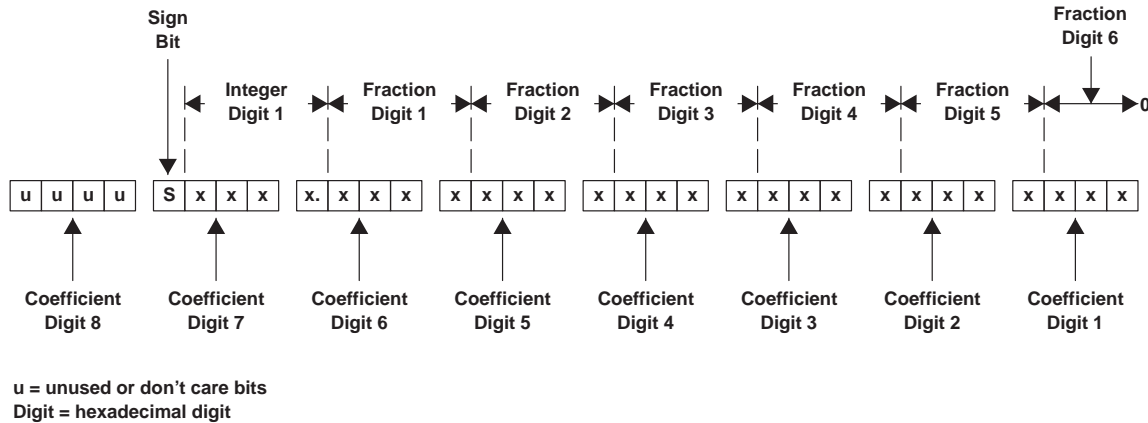 Sign
Bit
Fraction
Digit 6
Integer
Digit 1
Fraction
Digit 1
Fraction
Digit 2
Fraction
Digit 3
Fraction
Digit 4
Fraction
Digit 5
0
u u u u S x x x x. x x x x x x x x x x x x x x x x x x x x x x x
Coefficient
Digit 8
Coefficient
Digit 7
Coefficient
Digit 6
Coefficient
Digit 5
Coefficient
Digit 4
Coefficient
Digit 3
Coefficient
Digit 2
Coefficient
Digit 1
u = unused or don’t care bits
Digit = hexadecimal digit